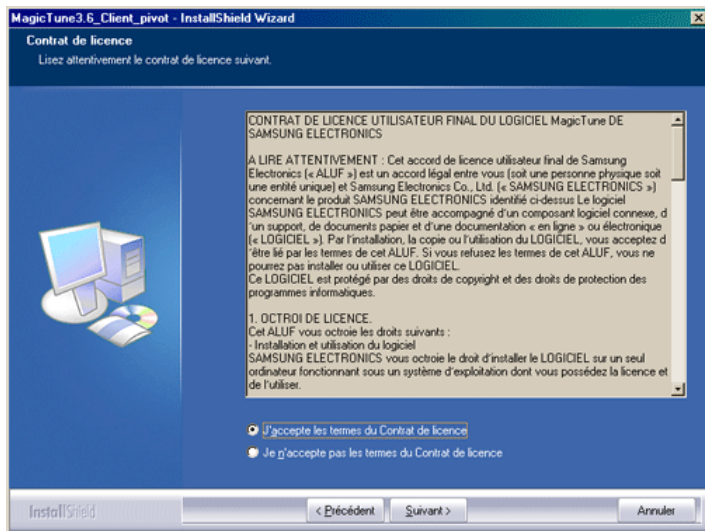 MagicTune3.6_Client_pivot - InstallShield Wizard
Contrat de licence
Lisez attentivement le contrat de licence suivant.
CONTRAT DE LICENCE UTILISATEUR FINAL DU LOGICIEL MagicTune DE
SAMSUNG ELECTRONICS
A LIRE ATTENTIVEMENT : Cet accord de licence utilisateur final de Samsung
Electronics (« ALUF ») est un accord légal entre vous (soit une personne physique soit
une entité unique) et Samsung Electronics Co., Ltd. (« SAMSUNG ELECTRONICS »)
concernant le produit SAMSUNG ELECTRONICS identifié ci-dessus Le logiciel
SAMSUNG ELECTRONICS peut être accompagné d'un composant logiciel connexe, d
'un support, de documents papier et d'une documentation « en ligne » ou électronique
(« LOGICIEL »). Par l'installation, la copie ou l'utilisation du LOGICIEL, vous acceptez d
'être lié par les termes de cet ALUF. Si vous refusez les termes de cet ALUF, vous ne
pourrez pas installer ou utiliser ce LOGICIEL.
Ce LOGICIEL est protégé par des droits de copyright et des droits de protection des
programmes informatiques.
1. OCTROI DE LICENCE.
Cet ALUF vous octroie les droits suivants :
- Installation et utilisation du logiciel
SAMSUNG ELECTRONICS vous octroie le droit d'installer le LOGICIEL sur un seul
ordinateur fonctionnant sous un système d'exploitation dont vous possédez la licence et
de l'utiliser.
J'accepte les termes du Contrat de licence
Je n'accepte pas les termes du Contrat de licence
InstallShield
< Précédent
Suivant >
Annuler